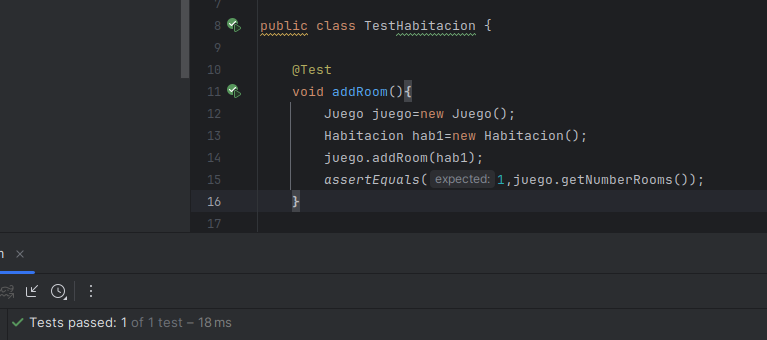 7
8 public class TestHabitacion {
9
10 @Test
11 void addRoom(){
12 Juego juego=new Juego();
13 Habitacion hab1=new Habitacion();
14 juego.addRoom(hab1);
15 assertEquals( expected: 1,juego.getNumberRooms());
16 }
17
n ×
Tests passed: 1 of 1 test – 18 ms